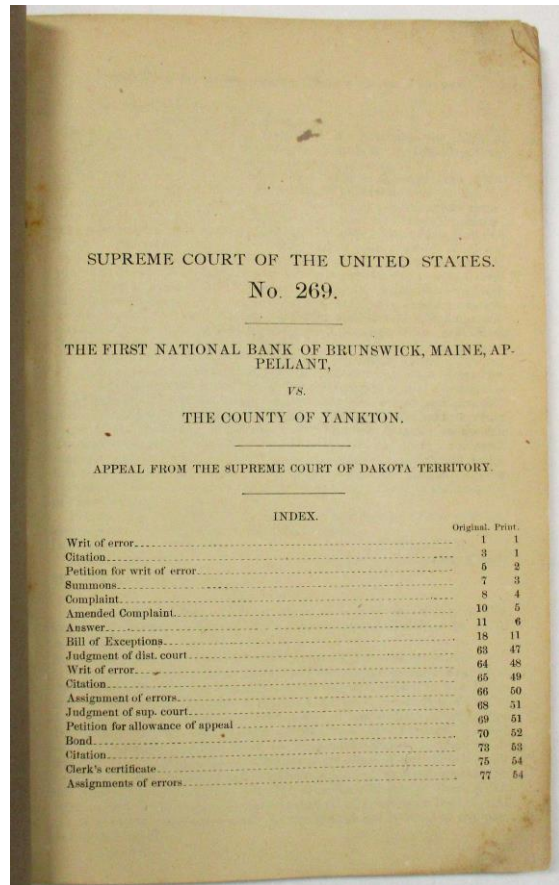 SUPREME COURT OF THE UNITED STATES.
No. 269.
THE FIRST NATIONAL BANK OF BRUNSWICK, MAINE, AP-
PELLANT,
VS.
THE COUNTY OF YANKTON.
APPEAL FROM THE SUPREME COURT OF DAKOTA TERRITORY.
INDEX.
Original. Print.
Writ of error 1 1
Citation 3 1
Petition for writ of error 5 2
Summons 7 3
Complaint 8 4
Amended Complaint 10 5
Answer 11 6
Bill of Exceptions 18 11
Judgment of dist. court 63 47
Writ of error 64 48
Citation 65 49
Assignment of errors 66 50
Judgment of sup. court 68 51
Petition for allowance of appeal 69 51
Bond 70 52
Citation 73 53
Clerk's certificate 75 54
Assignments of errors 77 54